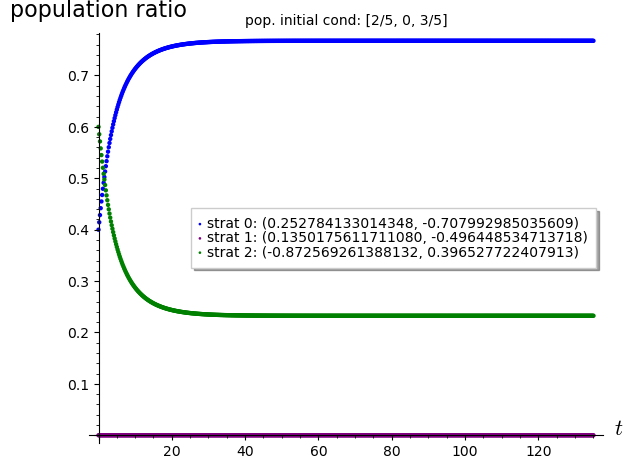 population ratio
pop. initial cond: [2/5, 0, 3/5]
0.7
0.6
0.5
0.4
0.3
0.2
0.1
strat 0: (0.252784133014348, -0.707992985035609)
strat 1: (0.1350175611711080, -0.496448534713718)
strat 2: (-0.872569261388132, 0.396527722407913)
20 40 60 80 100 120
t